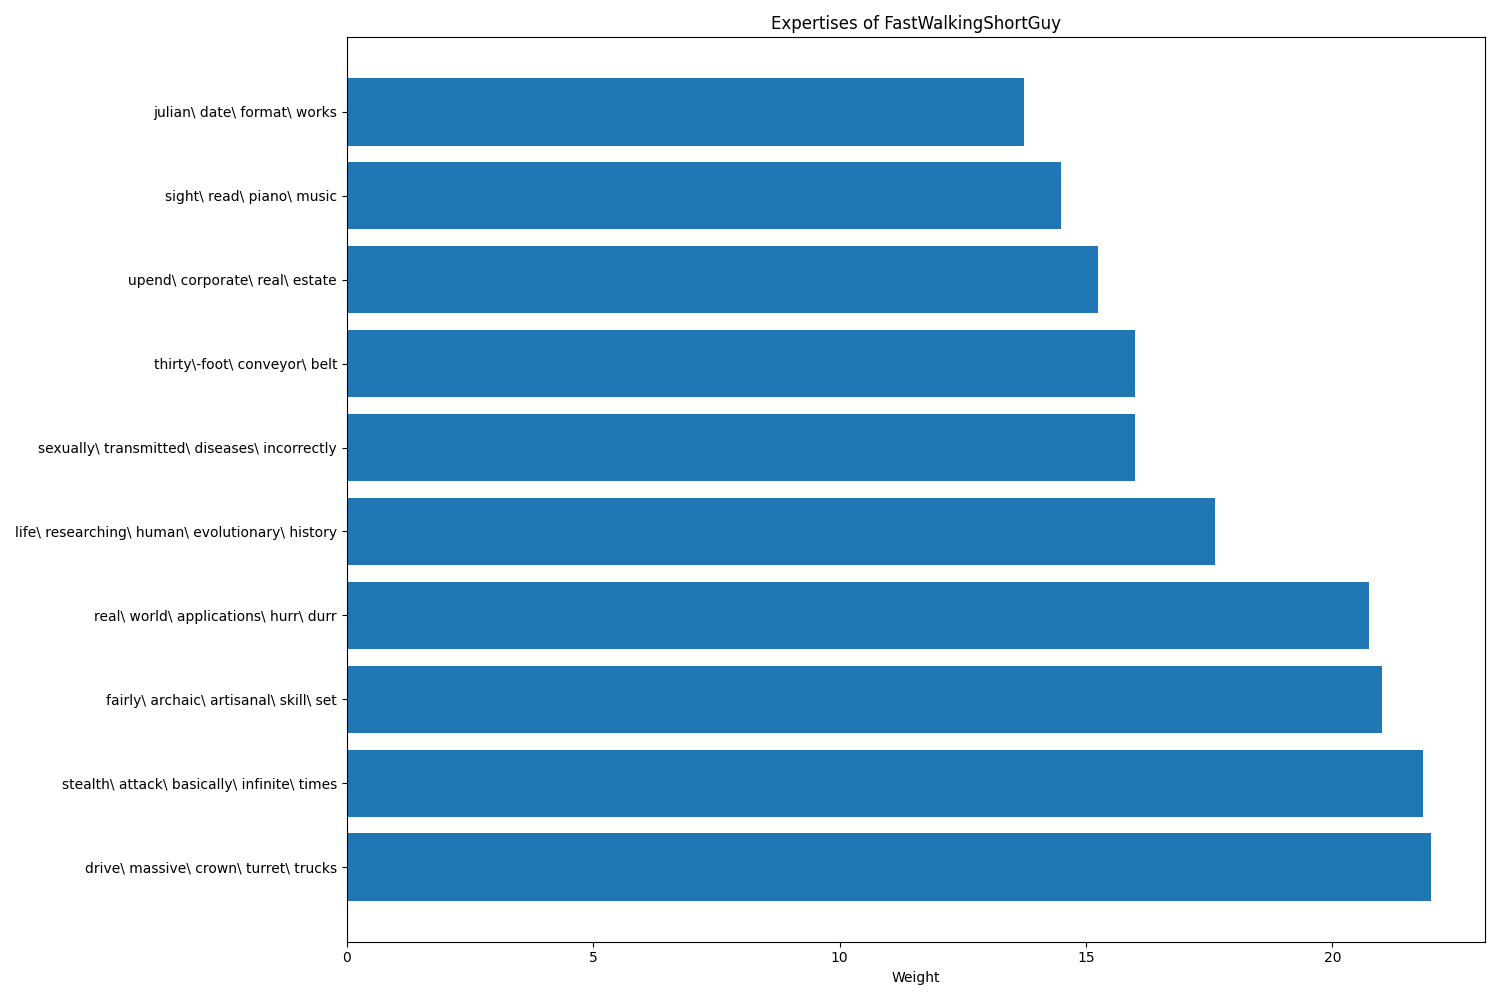 Expertises of FastWalkingShortGuy
julian\ date\ format\ works
sight\ read\ piano\ music
upend\ corporate\ real\ estate
thirty\-foot\ conveyor\ belt
sexually\ transmitted\ diseases\ incorrectly
life\ researching\ human\ evolutionary\ history
real\ world\ applications\ hurr\ durr
fairly\ archaic\ artisanal\ skill\ set
stealth\ attack\ basically\ infinite\ times
drive\ massive\ crown\ turret\ trucks
0 5 10 15 20
Weight